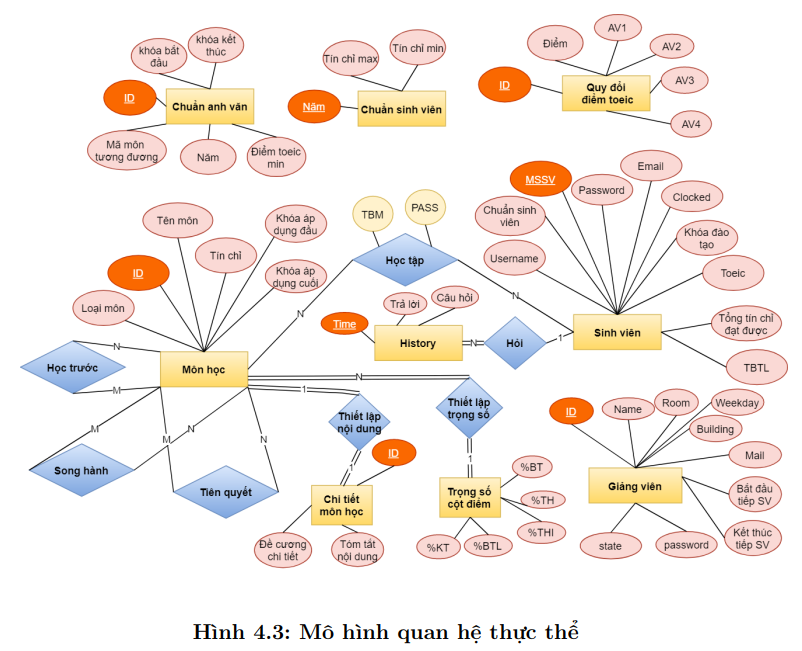 khóa bắt
đầu
khóa kết
thúc
ID
Chuẩn anh văn
Mã môn
tương đương
Năm
Điểm toeic
min
Tín chỉ max
Tín chỉ min
Năm
Chuẩn sinh viên
Điểm
AV1
AV2
AV3
AV4
ID
Quy đổi
điểm toeic
Tên môn
Tín chỉ
Khóa áp
dụng đầu
Khóa áp
dụng cuối
ID
Loại môn
Môn học
TBM
PASS
Học tập
N
N
MSSV
Password
Email
Clocked
Khóa đào
tạo
Toeic
Tổng tín chỉ
đạt được
TBTL
Chuẩn sinh
viên
Username
Sinh viên
Time
Trả lời
Câu hỏi
History
N
Hỏi
1
Học trước
N
M
Song hành
M
N
Tiên quyết
M
N
1
Thiết lập
nội dung
1
N
Thiết lập
trọng số
1
ID
Chi tiết
môn học
Đề cương
chi tiết
Tóm tắt
nội dung
Trọng số
cột điểm
%BT
%TH
%THI
%BTL
%KT
ID
Name
Room
Weekday
Building
Mail
Giảng viên
Bắt đầu
tiếp SV
Kết thúc
tiếp SV
state
password
Hình 4.3: Mô hình quan hệ thực thể